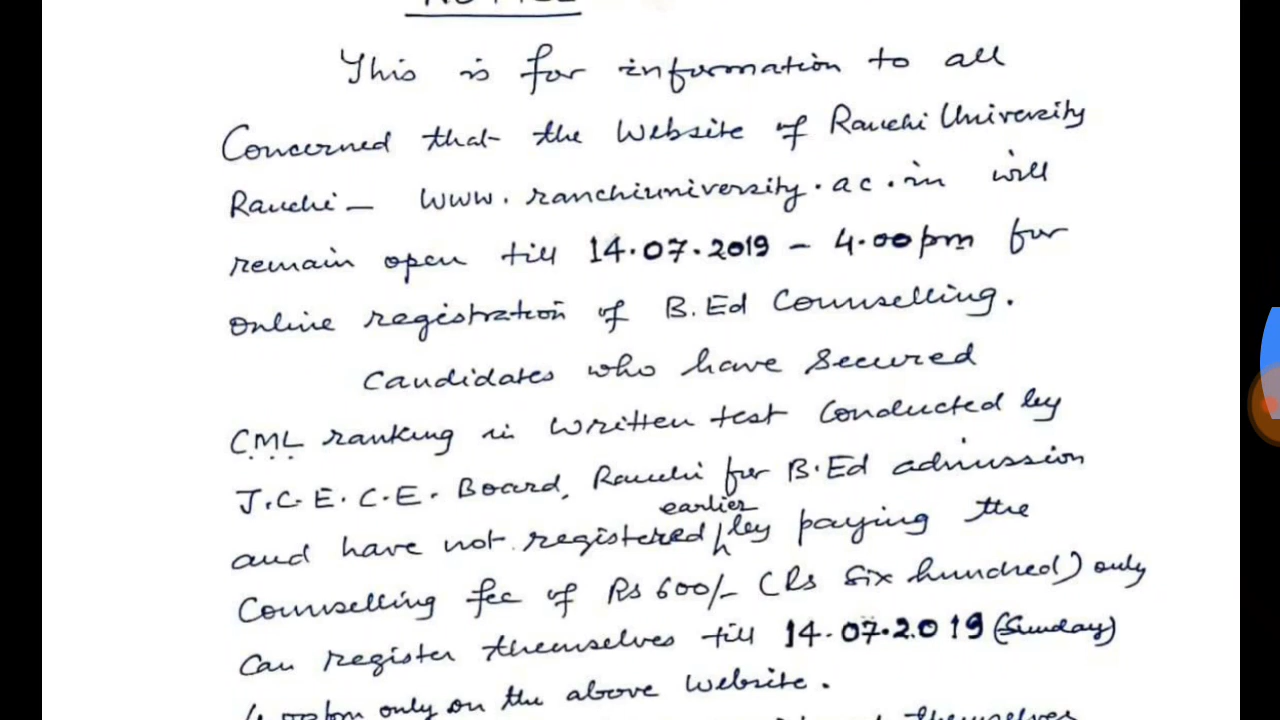 NOTICE
This is for information to all
Concerned that the Website of Ranchi University
Ranchi - www.ranchiuniversity.ac.in will
remain open till 14.07.2019 - 4.00pm for
online registration of B.Ed Counselling.
Candidates who have secured
CML ranking in written test conducted by
J.C.E.C.E. Board, Ranchi for B.Ed admission
earlier
and have not registered by paying the
Counselling fee of Rs 600/- (Rs Six hundred) only
can register themselves till 14.07.2019 (Sunday)
4.00pm only on the above website.
themselves